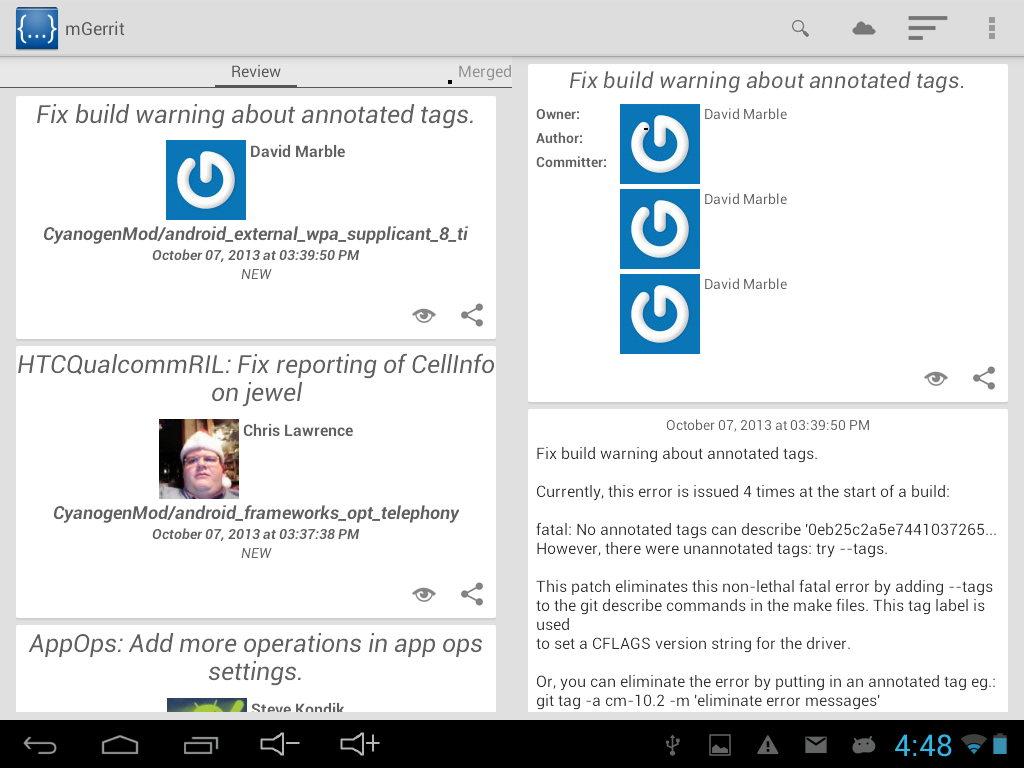 {...} mGerrit
Review
Merged
Fix build warning about annotated tags.
David Marble
CyanogenMod/android_external_wpa_supplicant_8_ti
October 07, 2013 at 03:39:50 PM
NEW
HTCQualcommRIL: Fix reporting of CellInfo
on jewel
Chris Lawrence
CyanogenMod/android_frameworks_opt_telephony
October 07, 2013 at 03:37:38 PM
NEW
AppOps: Add more operations in app ops
settings.
Steve Kondik
Fix build warning about annotated tags.
Owner:
David Marble
Author:
Committer:
David Marble
David Marble
October 07, 2013 at 03:39:50 PM
Fix build warning about annotated tags.
Currently, this error is issued 4 times at the start of a build:
fatal: No annotated tags can describe '0eb25c2a5e7441037265...
However, there were unannotated tags: try --tags.
This patch eliminates this non-lethal fatal error by adding --tags
to the git describe commands in the make files. This tag label is
used
to set a CFLAGS version string for the driver.
Or, you can eliminate the error by putting in an annotated tag eg.:
git tag -a cm-10.2 -m 'eliminate error messages'
4:48